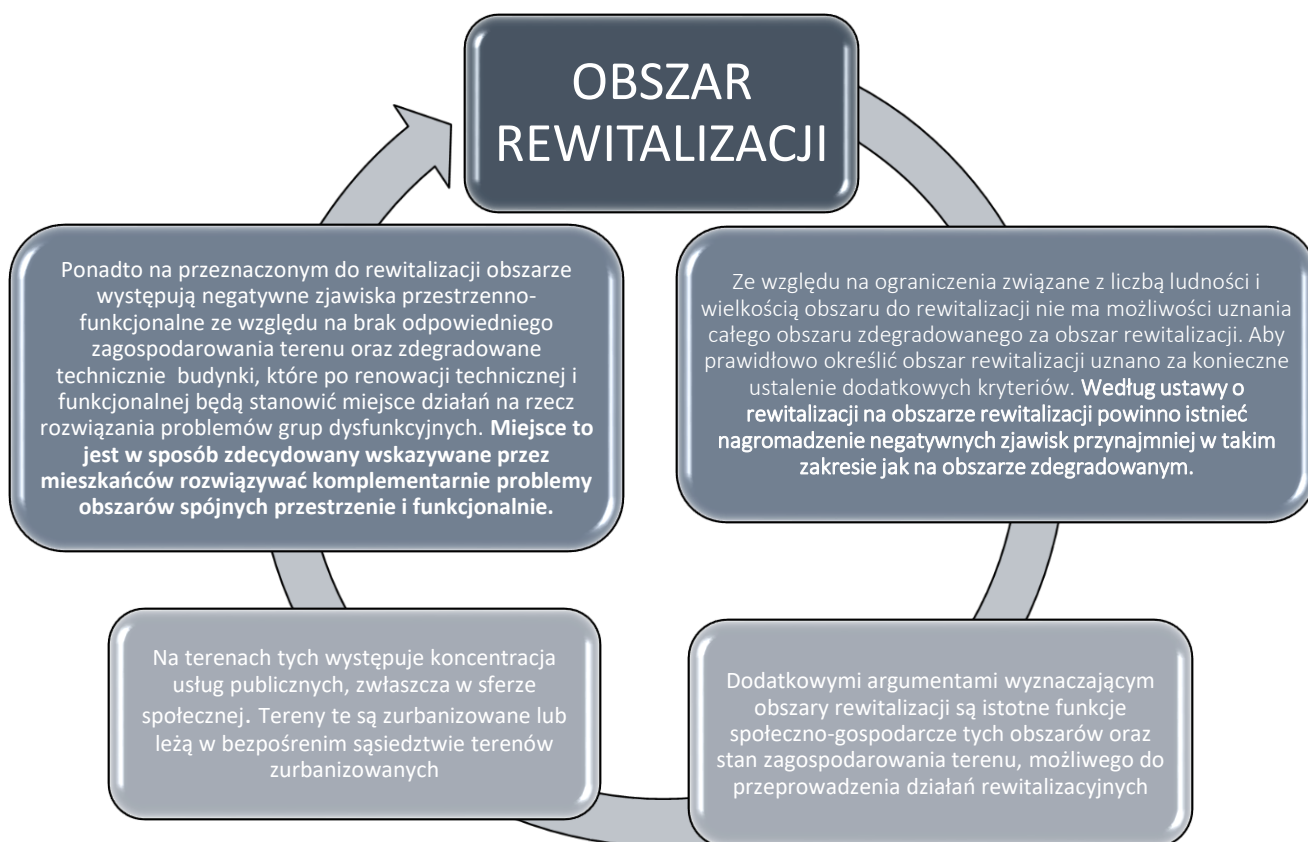 OBSZAR
REWITALIZACJI
Ze względu na ograniczenia związane z liczbą ludności i
wielkością obszaru do rewitalizacji nie ma możliwości uznania
całego obszaru zdegradowanego za obszar rewitalizacji. Aby
prawidłowo określić obszar rewitalizacji uznano za konieczne
ustalenie dodatkowych kryteriów. Według ustawy o
rewitalizacji na obszarze rewitalizacji powinno istnieć
nagromadzenie negatywnych zjawisk przynajmniej w takim
zakresie jak na obszarze zdegradowanym.
Dodatkowymi argumentami wyznaczającym
obszary rewitalizacji są istotne funkcje
społeczno-gospodarcze tych obszarów oraz
stan zagospodarowania terenu, możliwego do
przeprowadzenia działań rewitalizacyjnych
Na terenach tych występuje koncentracja
usług publicznych, zwłaszcza w sferze
społecznej. Tereny te są zurbanizowane lub
leżą w bezpośrenim sąsiedztwie terenów
zurbanizowanych
Ponadto na przeznaczonym do rewitalizacji obszarze
występują negatywne zjawiska przestrzenno-
funkcjonalne ze względu na brak odpowiedniego
zagospodarowania terenu oraz zdegradowane
technicznie budynki, które po renowacji technicznej i
funkcjonalnej będą stanowić miejsce działań na rzecz
rozwiązania problemów grup dysfunkcyjnych. Miejsce to
jest w sposób zdecydowany wskazywane przez
mieszkańców rozwiązywać komplementarnie problemy
obszarów spójnych przestrzenie i funkcjonalnie.